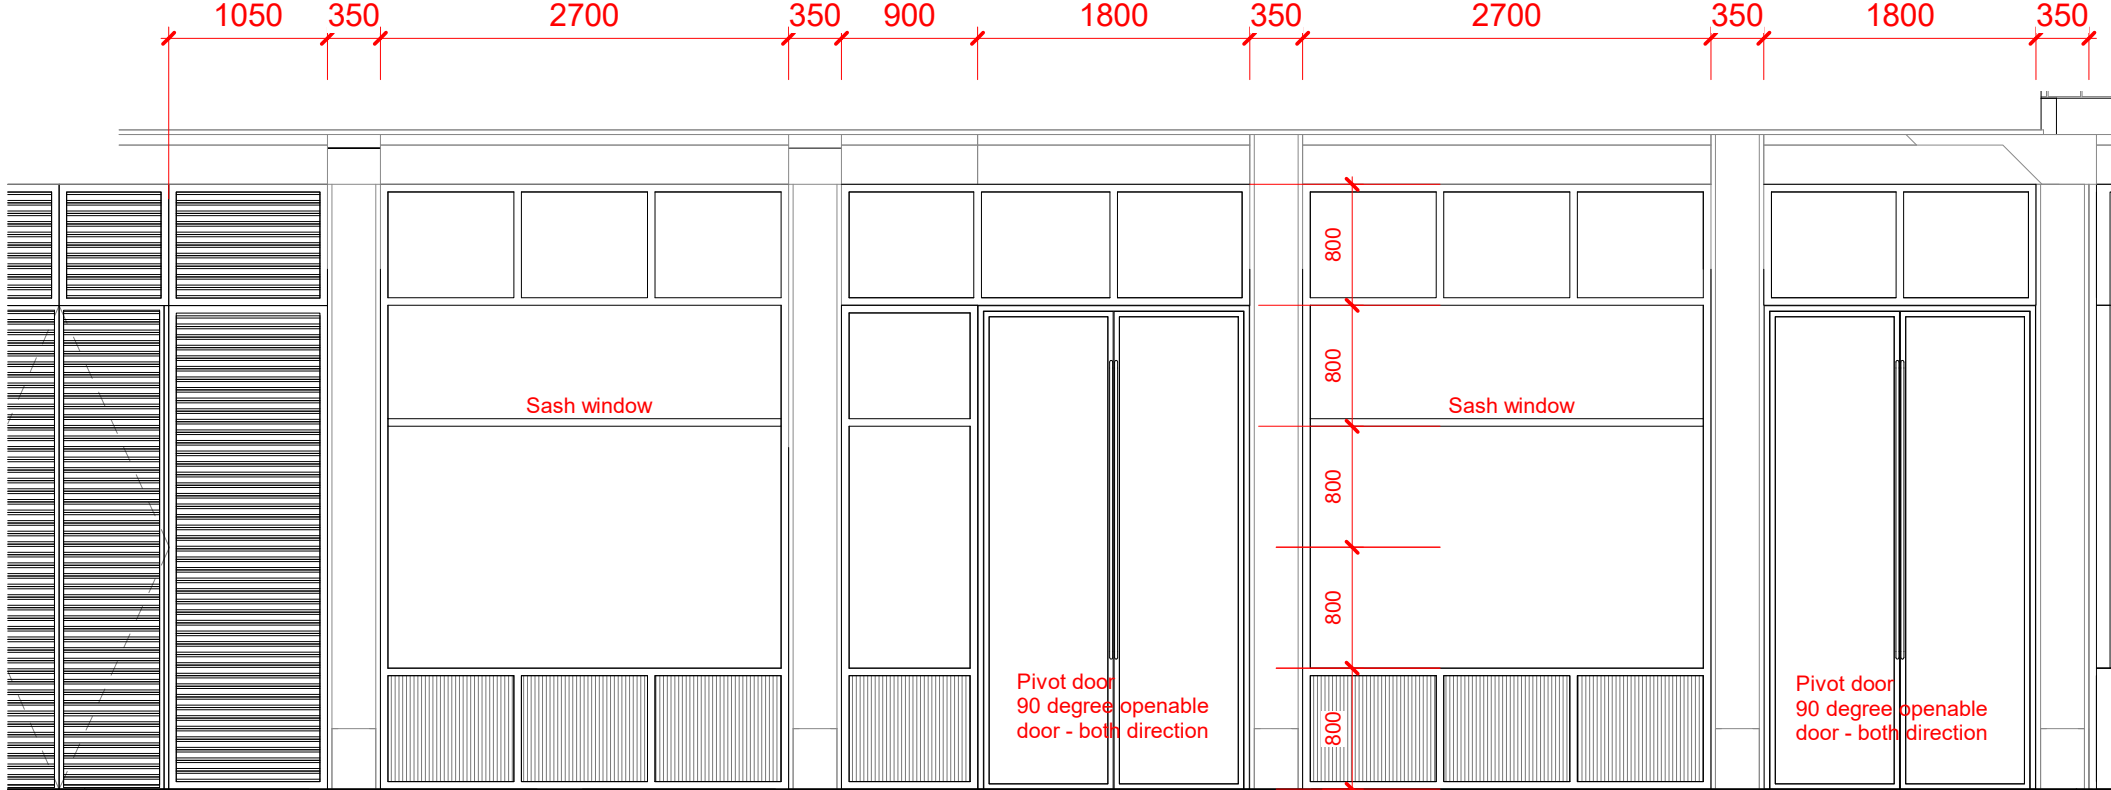 1050 350 2700 350 900 1800 350 2700 350 1800 350
800
800
Sash window
Sash window
800
800
800
Pivot door
90 degree openable
door - both direction
Pivot door
90 degree openable
door - both direction